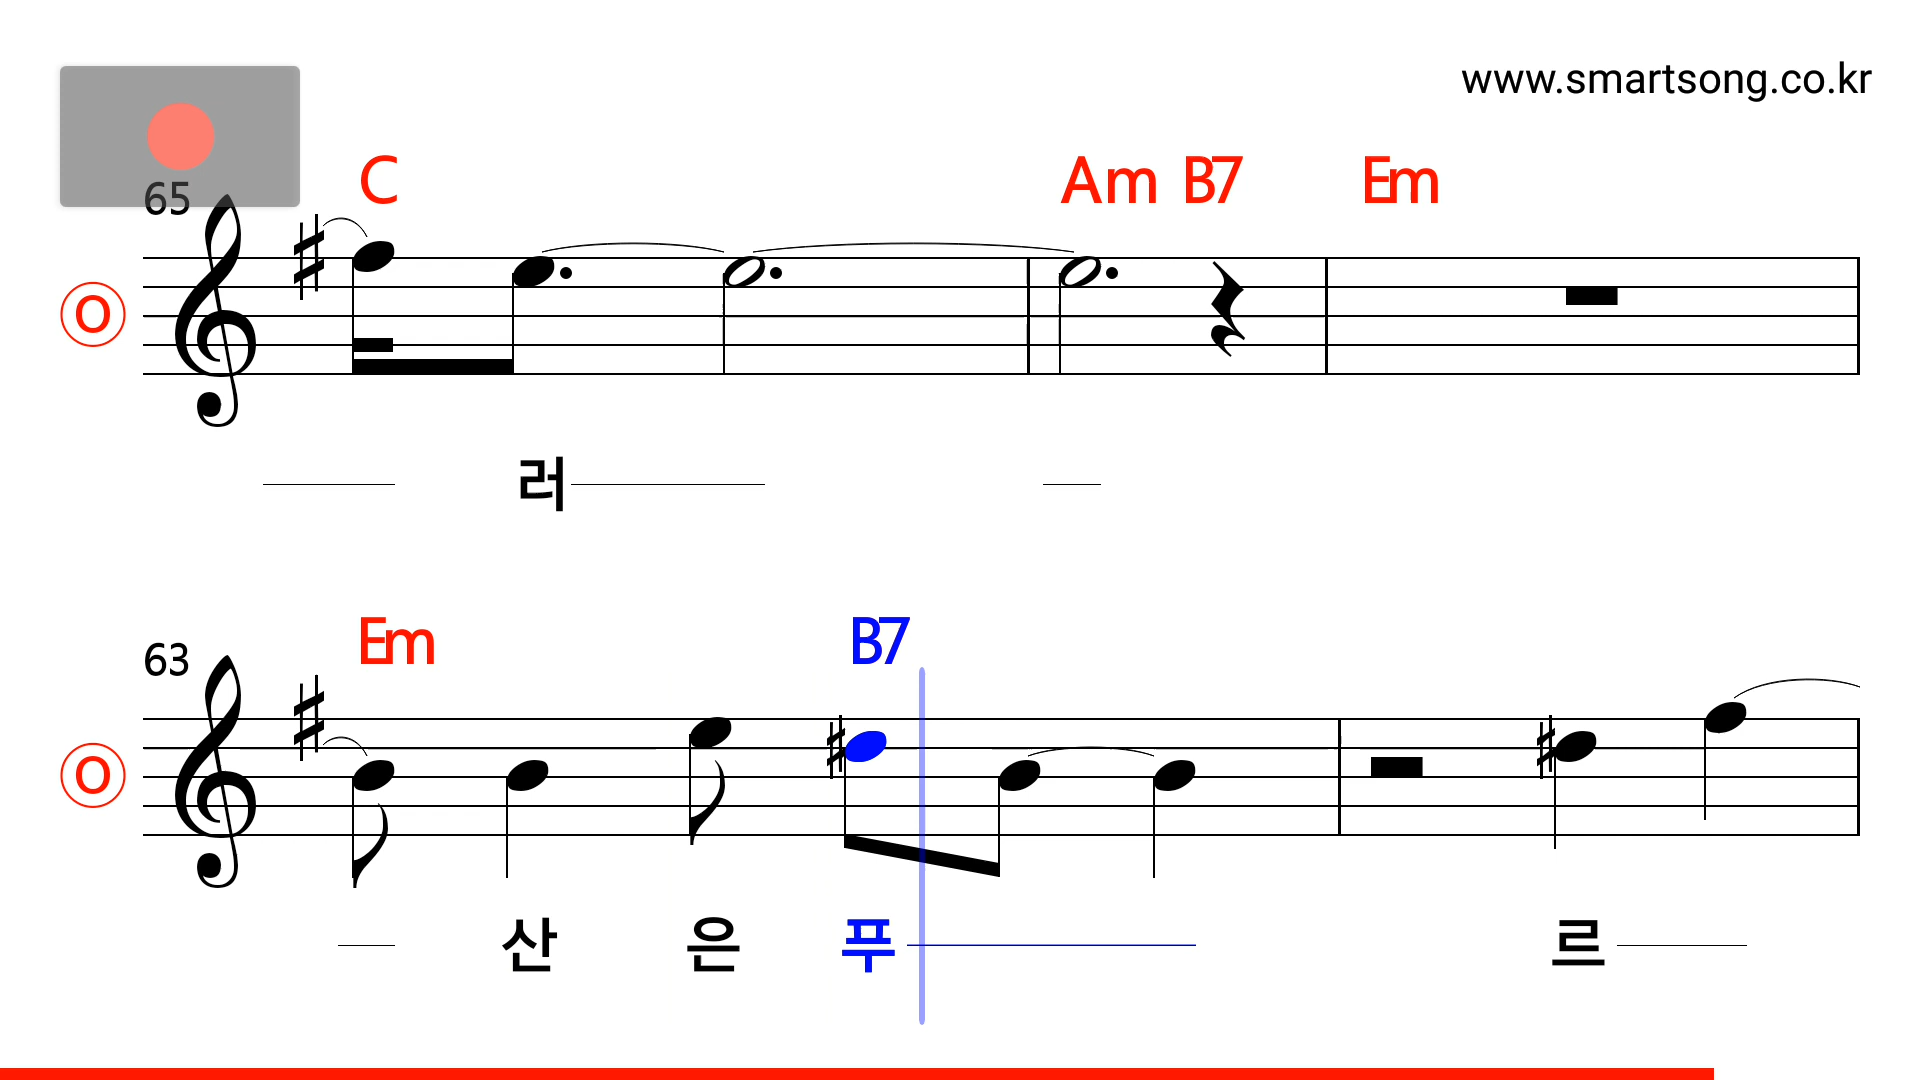 www.smartsong.co.kr
65
C Am B7 Em
O
러
63
Em B7
O
산 은 푸 르